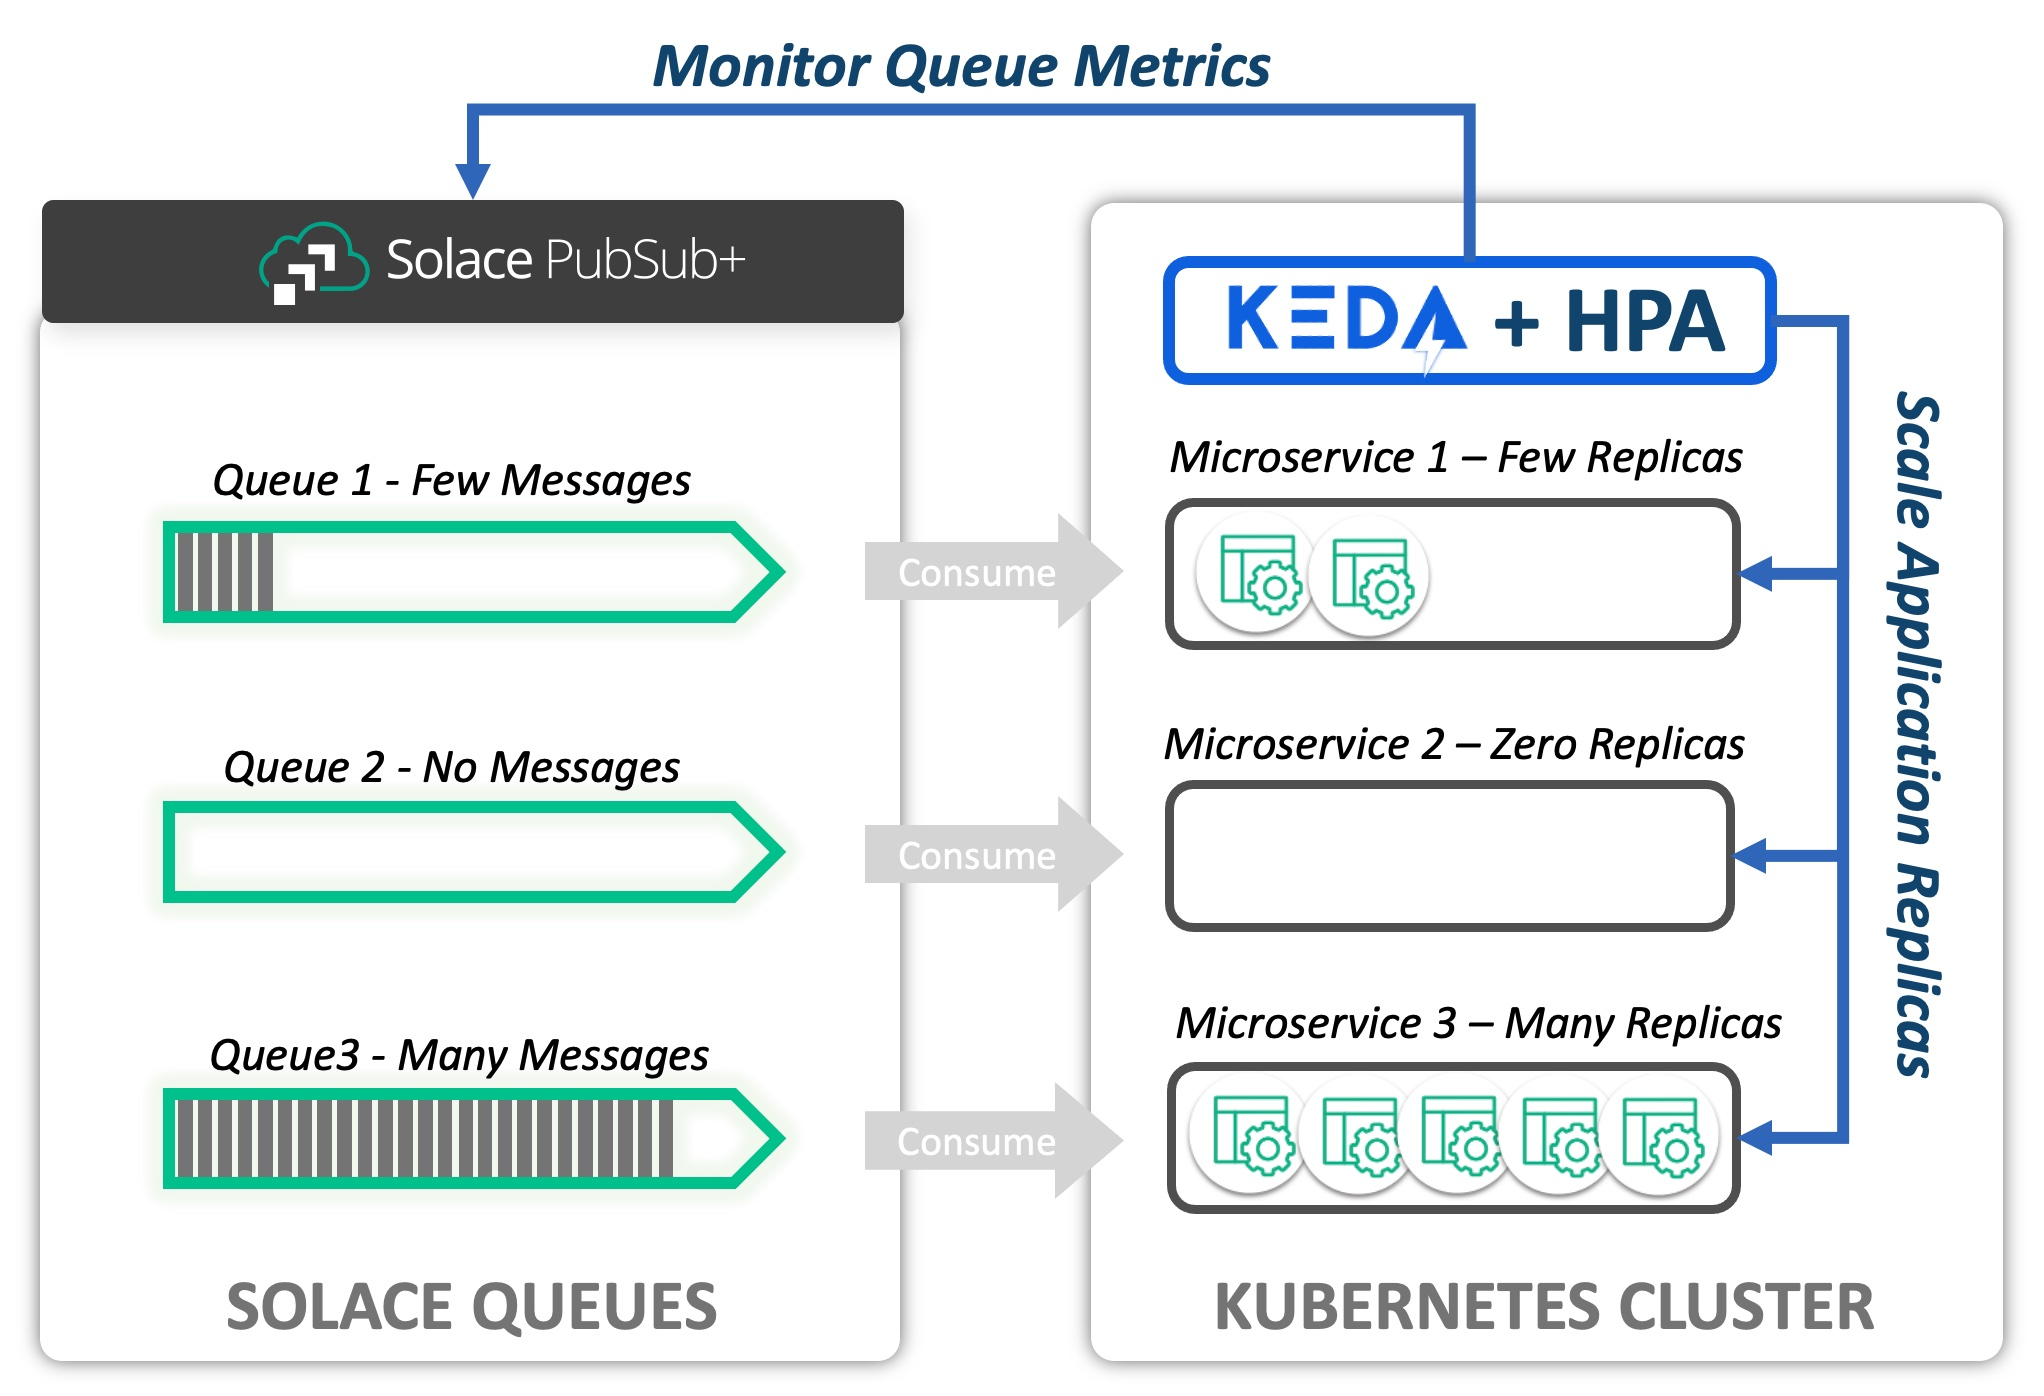 Monitor Queue Metrics
Solace PubSub+
KEDA + HPA
Queue 1 - Few Messages
Consume
Microservice 1 – Few Replicas
Queue 2 - No Messages
Consume
Microservice 2 – Zero Replicas
Queue3 - Many Messages
Consume
Microservice 3 – Many Replicas
Scale Application Replicas
SOLACE QUEUES
KUBERNETES CLUSTER